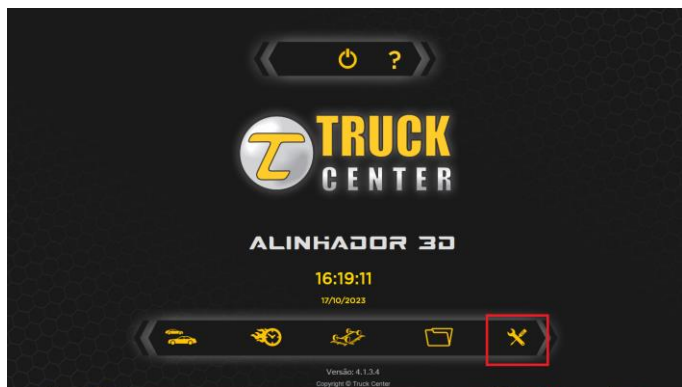 ?
TRUCK
CENTER
ALINHADOR 3D
16:19:11
17/10/2023
Versão: 4.1.3.4
Copyright © Truck Center